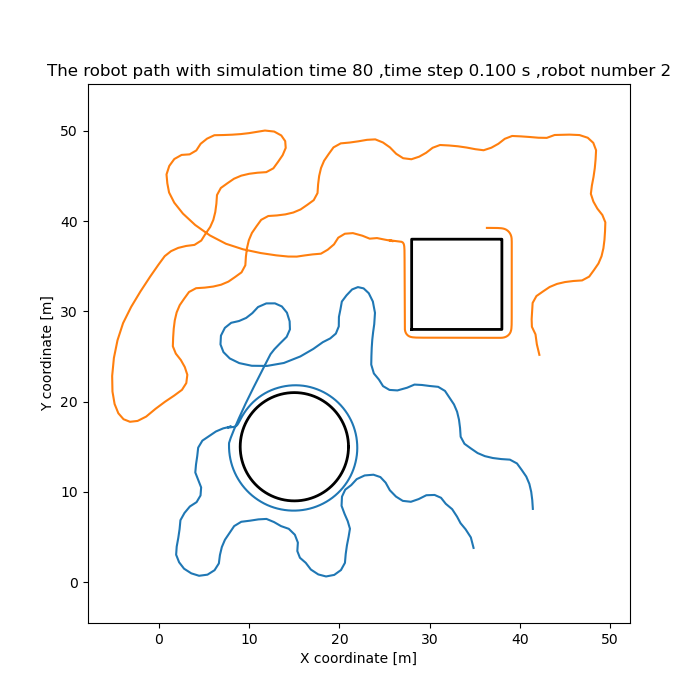 The robot path with simulation time 80 ,time step 0.100 s ,robot number 2
50
40
30
20
10
0
Y coordinate [m]
0 10 20 30 40 50
X coordinate [m]